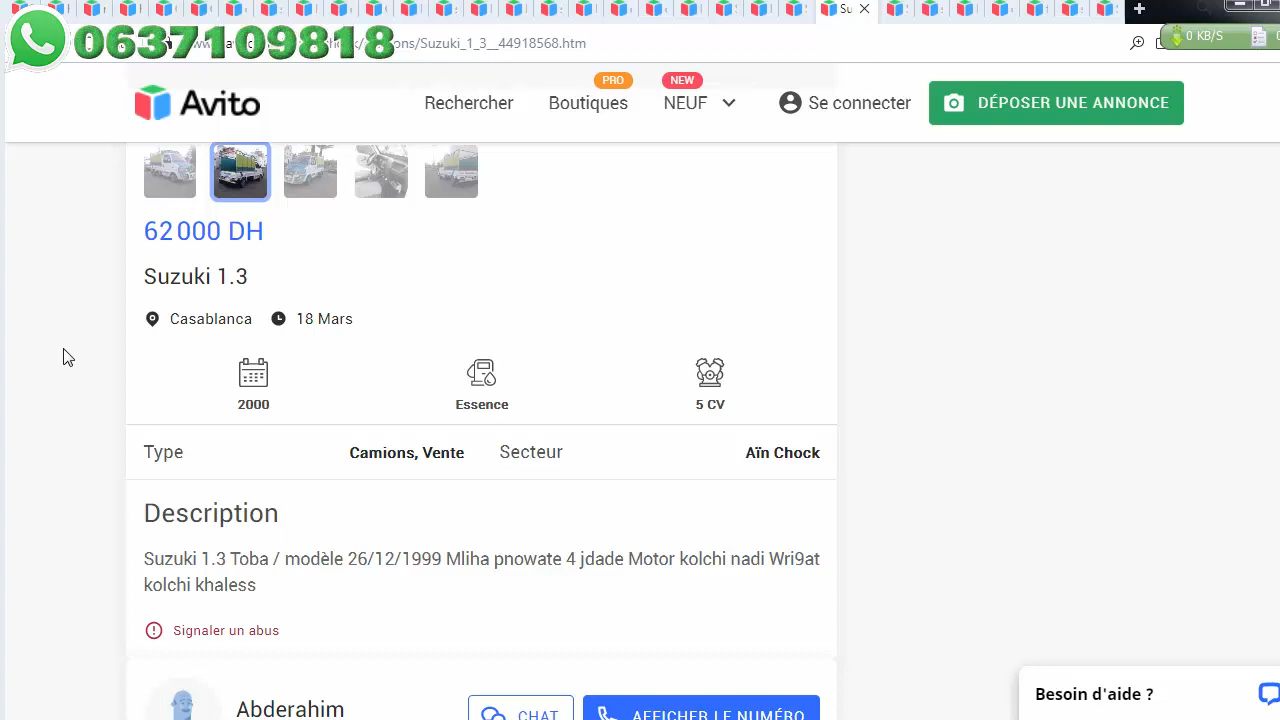 Su
0637109818
ons/Suzuki_1_3__44918568.htm
0 KB/S
Avito
Rechercher
PRO
Boutiques
NEW
NEUF
Se connecter
DÉPOSER UNE ANNONCE
62 000 DH
Suzuki 1.3
Casablanca 18 Mars
2000 Essence 5 CV
Type Camions, Vente Secteur Aïn Chock
Description
Suzuki 1.3 Toba / modèle 26/12/1999 Mliha pnowate 4 jdade Motor kolchi nadi Wri9at
kolchi khaless
Signaler un abus
Abderahim
CHAT
AFFICHER LE NUMÉRO
Besoin d'aide ?